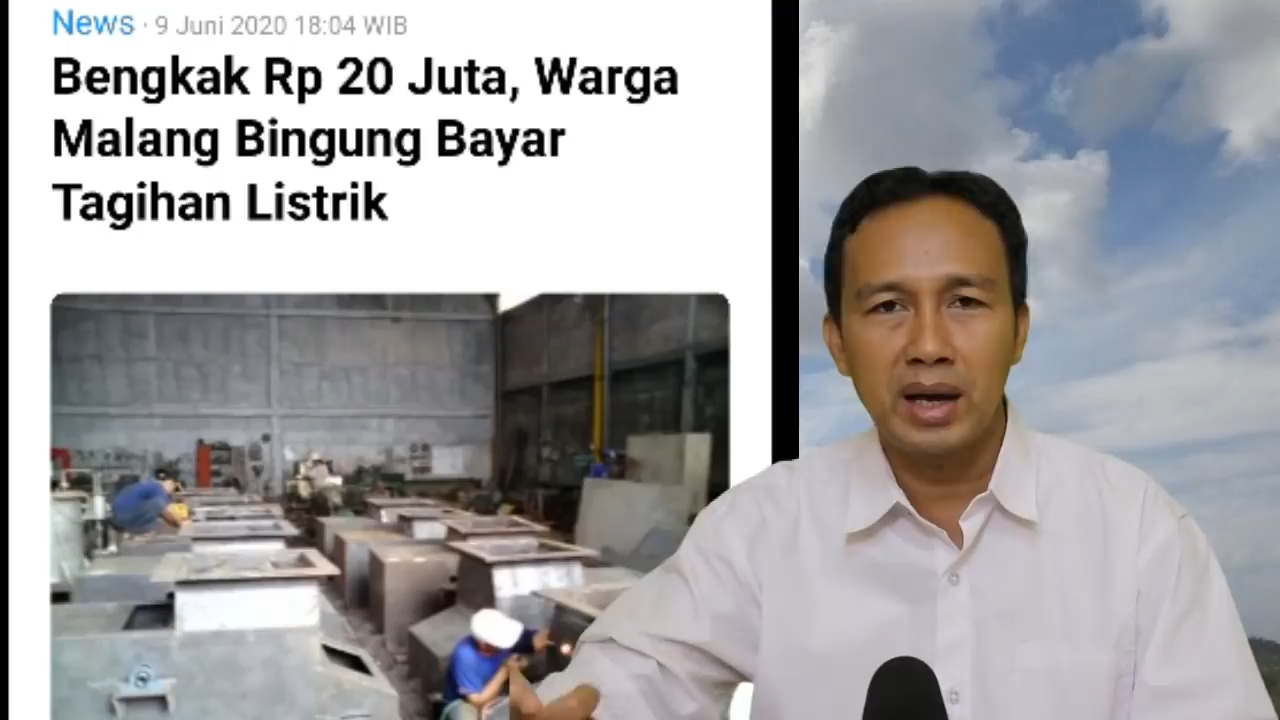 News · 9 Juni 2020 18:04 WIB
Bengkak Rp 20 Juta, Warga
Malang Bingung Bayar
Tagihan Listrik